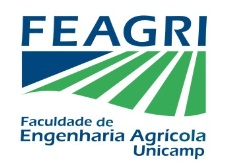 FEAGRI
Faculdade de
Engenharia Agrícola
Unicamp